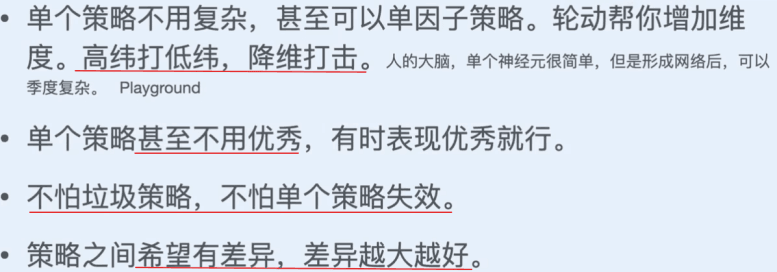 • 单个策略不用复杂，甚至可以单因子策略。轮动帮你增加维
度。高纬打低纬，降维打击。人的大脑，单个神经元很简单，但是形成网络后，可以
季度复杂。 Playground
• 单个策略甚至不用优秀，有时表现优秀就行。
• 不怕垃圾策略，不怕单个策略失效。
• 策略之间希望有差异，差异越大越好。